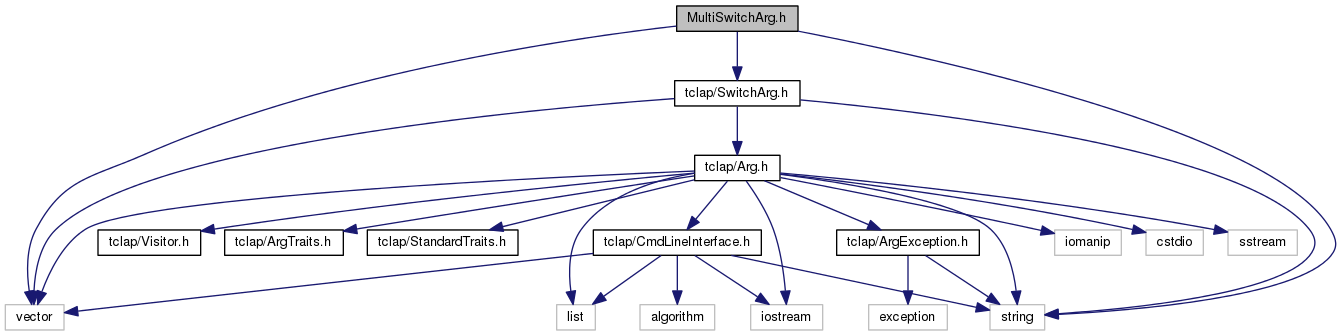 MultiSwitchArg.h
tclap/SwitchArg.h
tclap/Arg.h
tclap/Visitor.h
tclap/ArgTraits.h
tclap/StandardTraits.h
tclap/CmdLineInterface.h
tclap/ArgException.h
iomanip
cstdio
sstream
vector
list
algorithm
iostream
exception
string